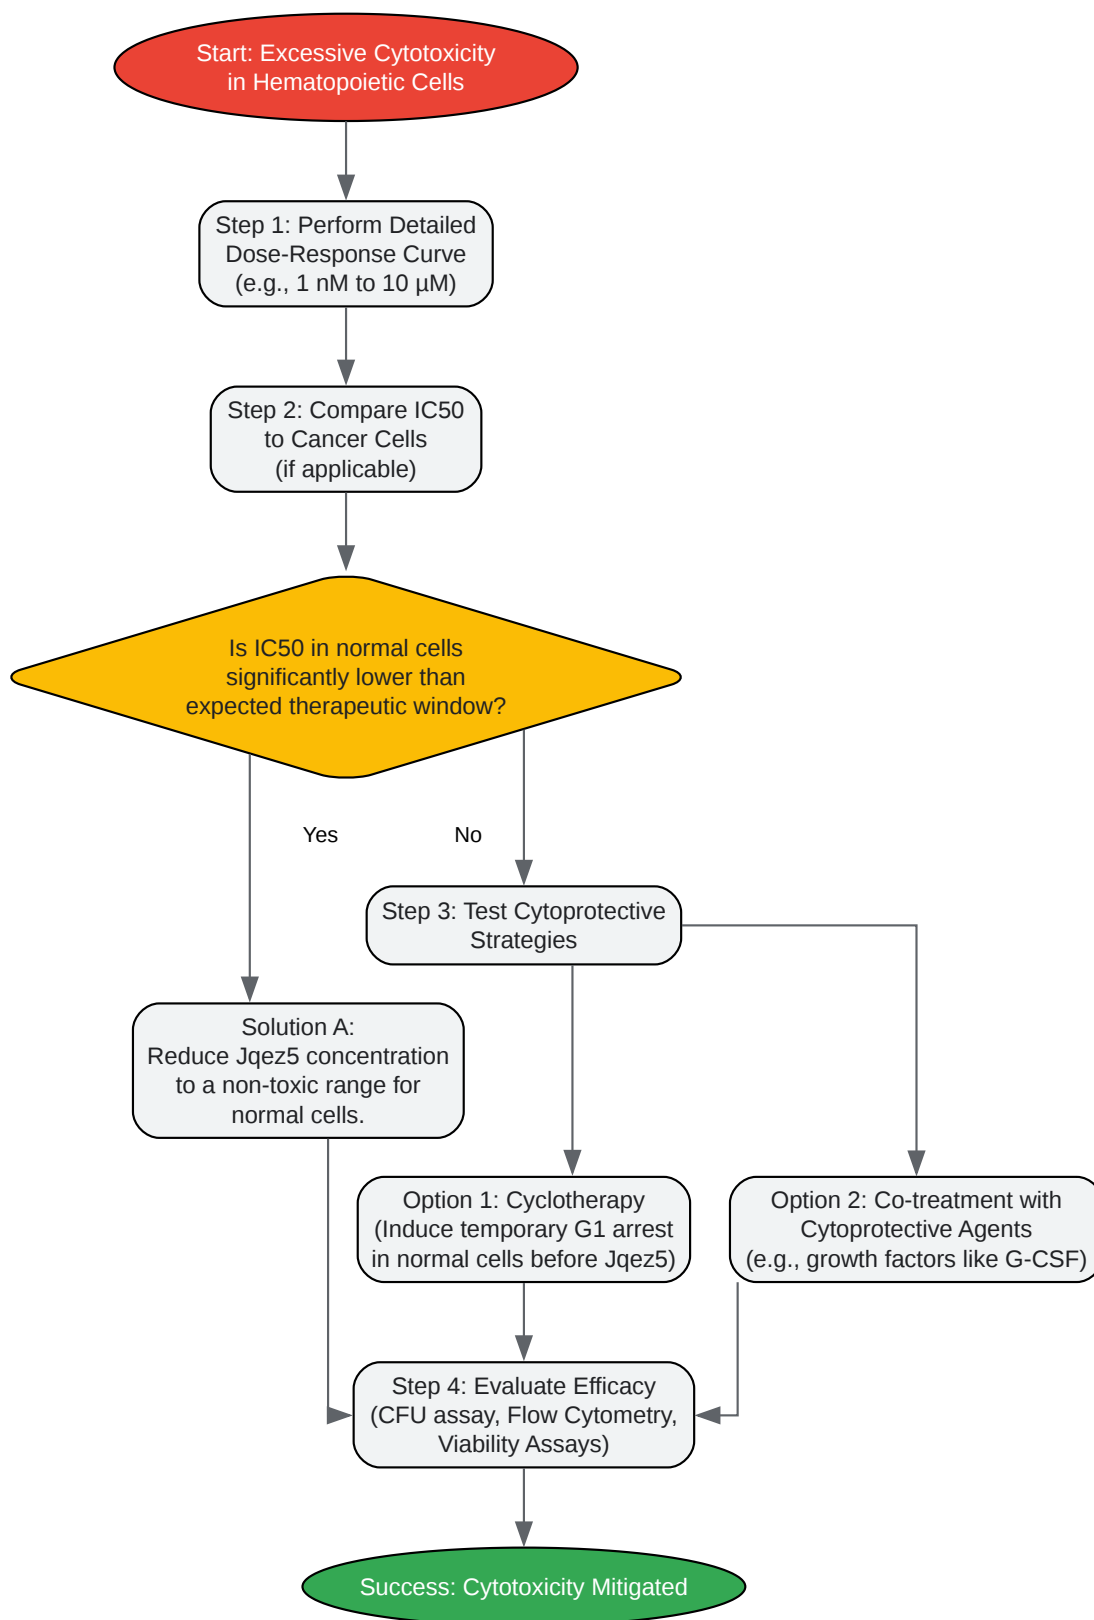 Start: Excessive Cytotoxicity
in Hematopoietic Cells
Step 1: Perform Detailed
Dose-Response Curve
(e.g., 1 nM to 10 µM)
Step 2: Compare IC50
to Cancer Cells
(if applicable)
Is IC50 in normal cells
significantly lower than
expected therapeutic window?
Yes
No
Step 3: Test Cytoprotective
Strategies
Solution A:
Reduce Jqez5 concentration
to a non-toxic range for
normal cells.
Option 1: Cyclotherapy
(Induce temporary G1 arrest
in normal cells before Jqez5)
Option 2: Co-treatment with
Cytoprotective Agents
(e.g., growth factors like G-CSF)
Step 4: Evaluate Efficacy
(CFU assay, Flow Cytometry,
Viability Assays)
Success: Cytotoxicity Mitigated